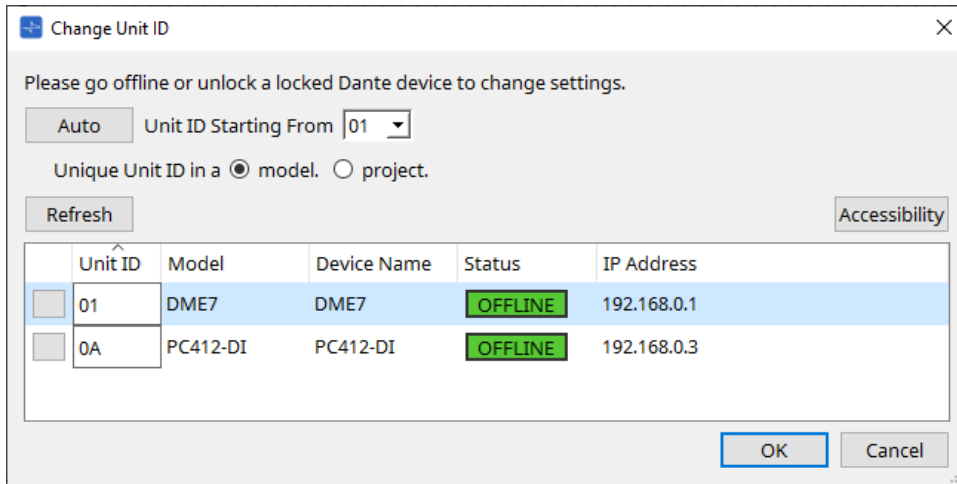 Change Unit ID
Please go offline or unlock a locked Dante device to change settings.
Auto Unit ID Starting From 01
Unique Unit ID in a model. project.
Refresh Accessibility
Unit ID Model Device Name Status IP Address
01 DME7 DME7 OFFLINE 192.168.0.1
0A PC412-DI PC412-DI OFFLINE 192.168.0.3
OK Cancel